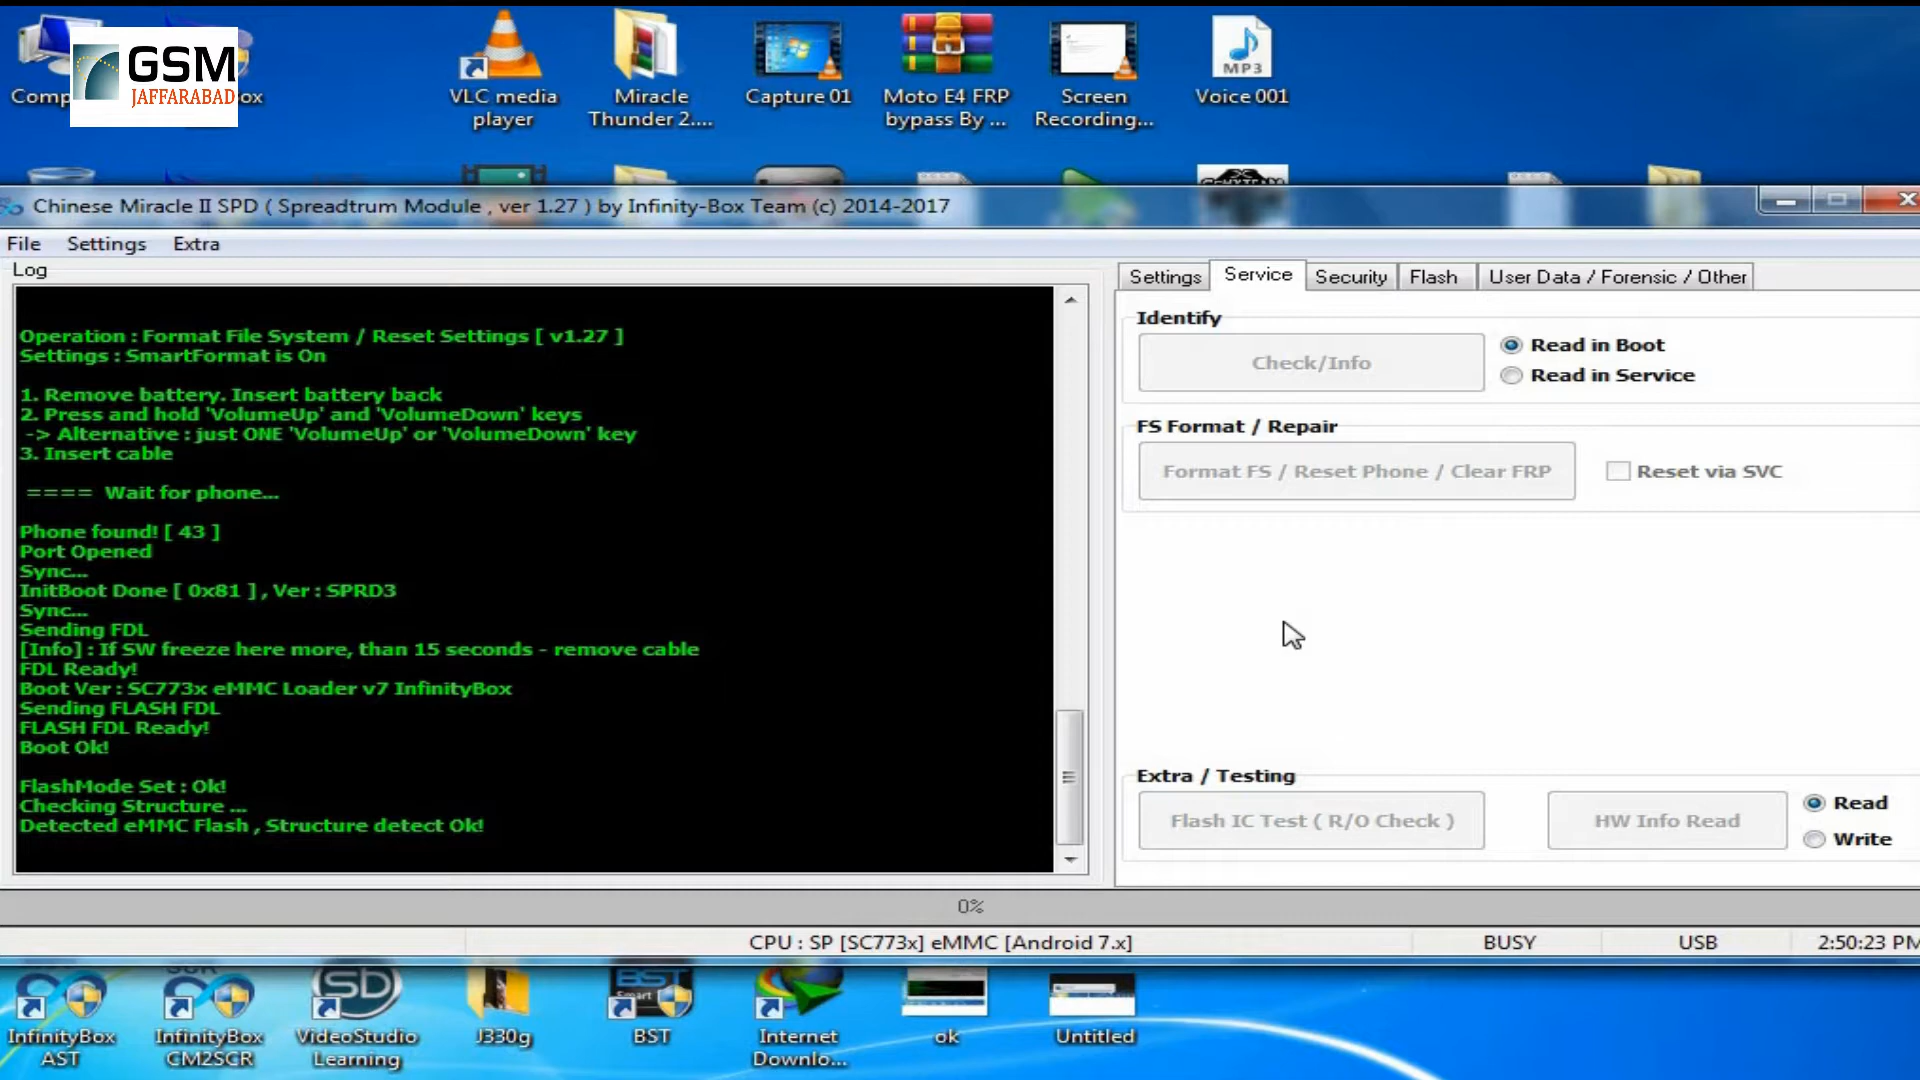 GSM
JAFFARABAD
VLC media
player
Miracle
Thunder 2....
Capture 01
Moto E4 FRP
bypass By ...
Screen
Recording...
MP3
Voice 001
Chinese Miracle II SPD ( Spreadtrum Module , ver 1.27 ) by Infinity-Box Team (c) 2014-2017
File Settings Extra
Log
Operation : Format File System / Reset Settings [ v1.27 ]
Settings : SmartFormat is On
1. Remove battery. Insert battery back
2. Press and hold 'VolumeUp' and 'VolumeDown' keys
-> Alternative : just ONE 'VolumeUp' or 'VolumeDown' key
3. Insert cable
==== Wait for phone...
Phone found! [ 43 ]
Port Opened
Sync...
InitBoot Done [ 0x81 ] , Ver : SPRD3
Sync...
Sending FDL
[Info] : If SW freeze here more, than 15 seconds - remove cable
FDL Ready!
Boot Ver : SC773x eMMC Loader v7 InfinityBox
Sending FLASH FDL
FLASH FDL Ready!
Boot Ok!
FlashMode Set : Ok!
Checking Structure ...
Detected eMMC Flash , Structure detect Ok!
Settings Service Security Flash User Data / Forensic / Other
Identify
Check/Info
Read in Boot
Read in Service
FS Format / Repair
Format FS / Reset Phone / Clear FRP
Reset via SVC
Extra / Testing
Flash IC Test ( R/O Check )
HW Info Read
Read
Write
0%
CPU : SP [SC773x] eMMC [Android 7.x] BUSY USB 2:50:23 PM
InfinityBox
AST
InfinityBox
CM2SCR
SD
VideoStudio
Learning
J330g
BST
Smart
BST
Internet
Downlo...
ok
Untitled